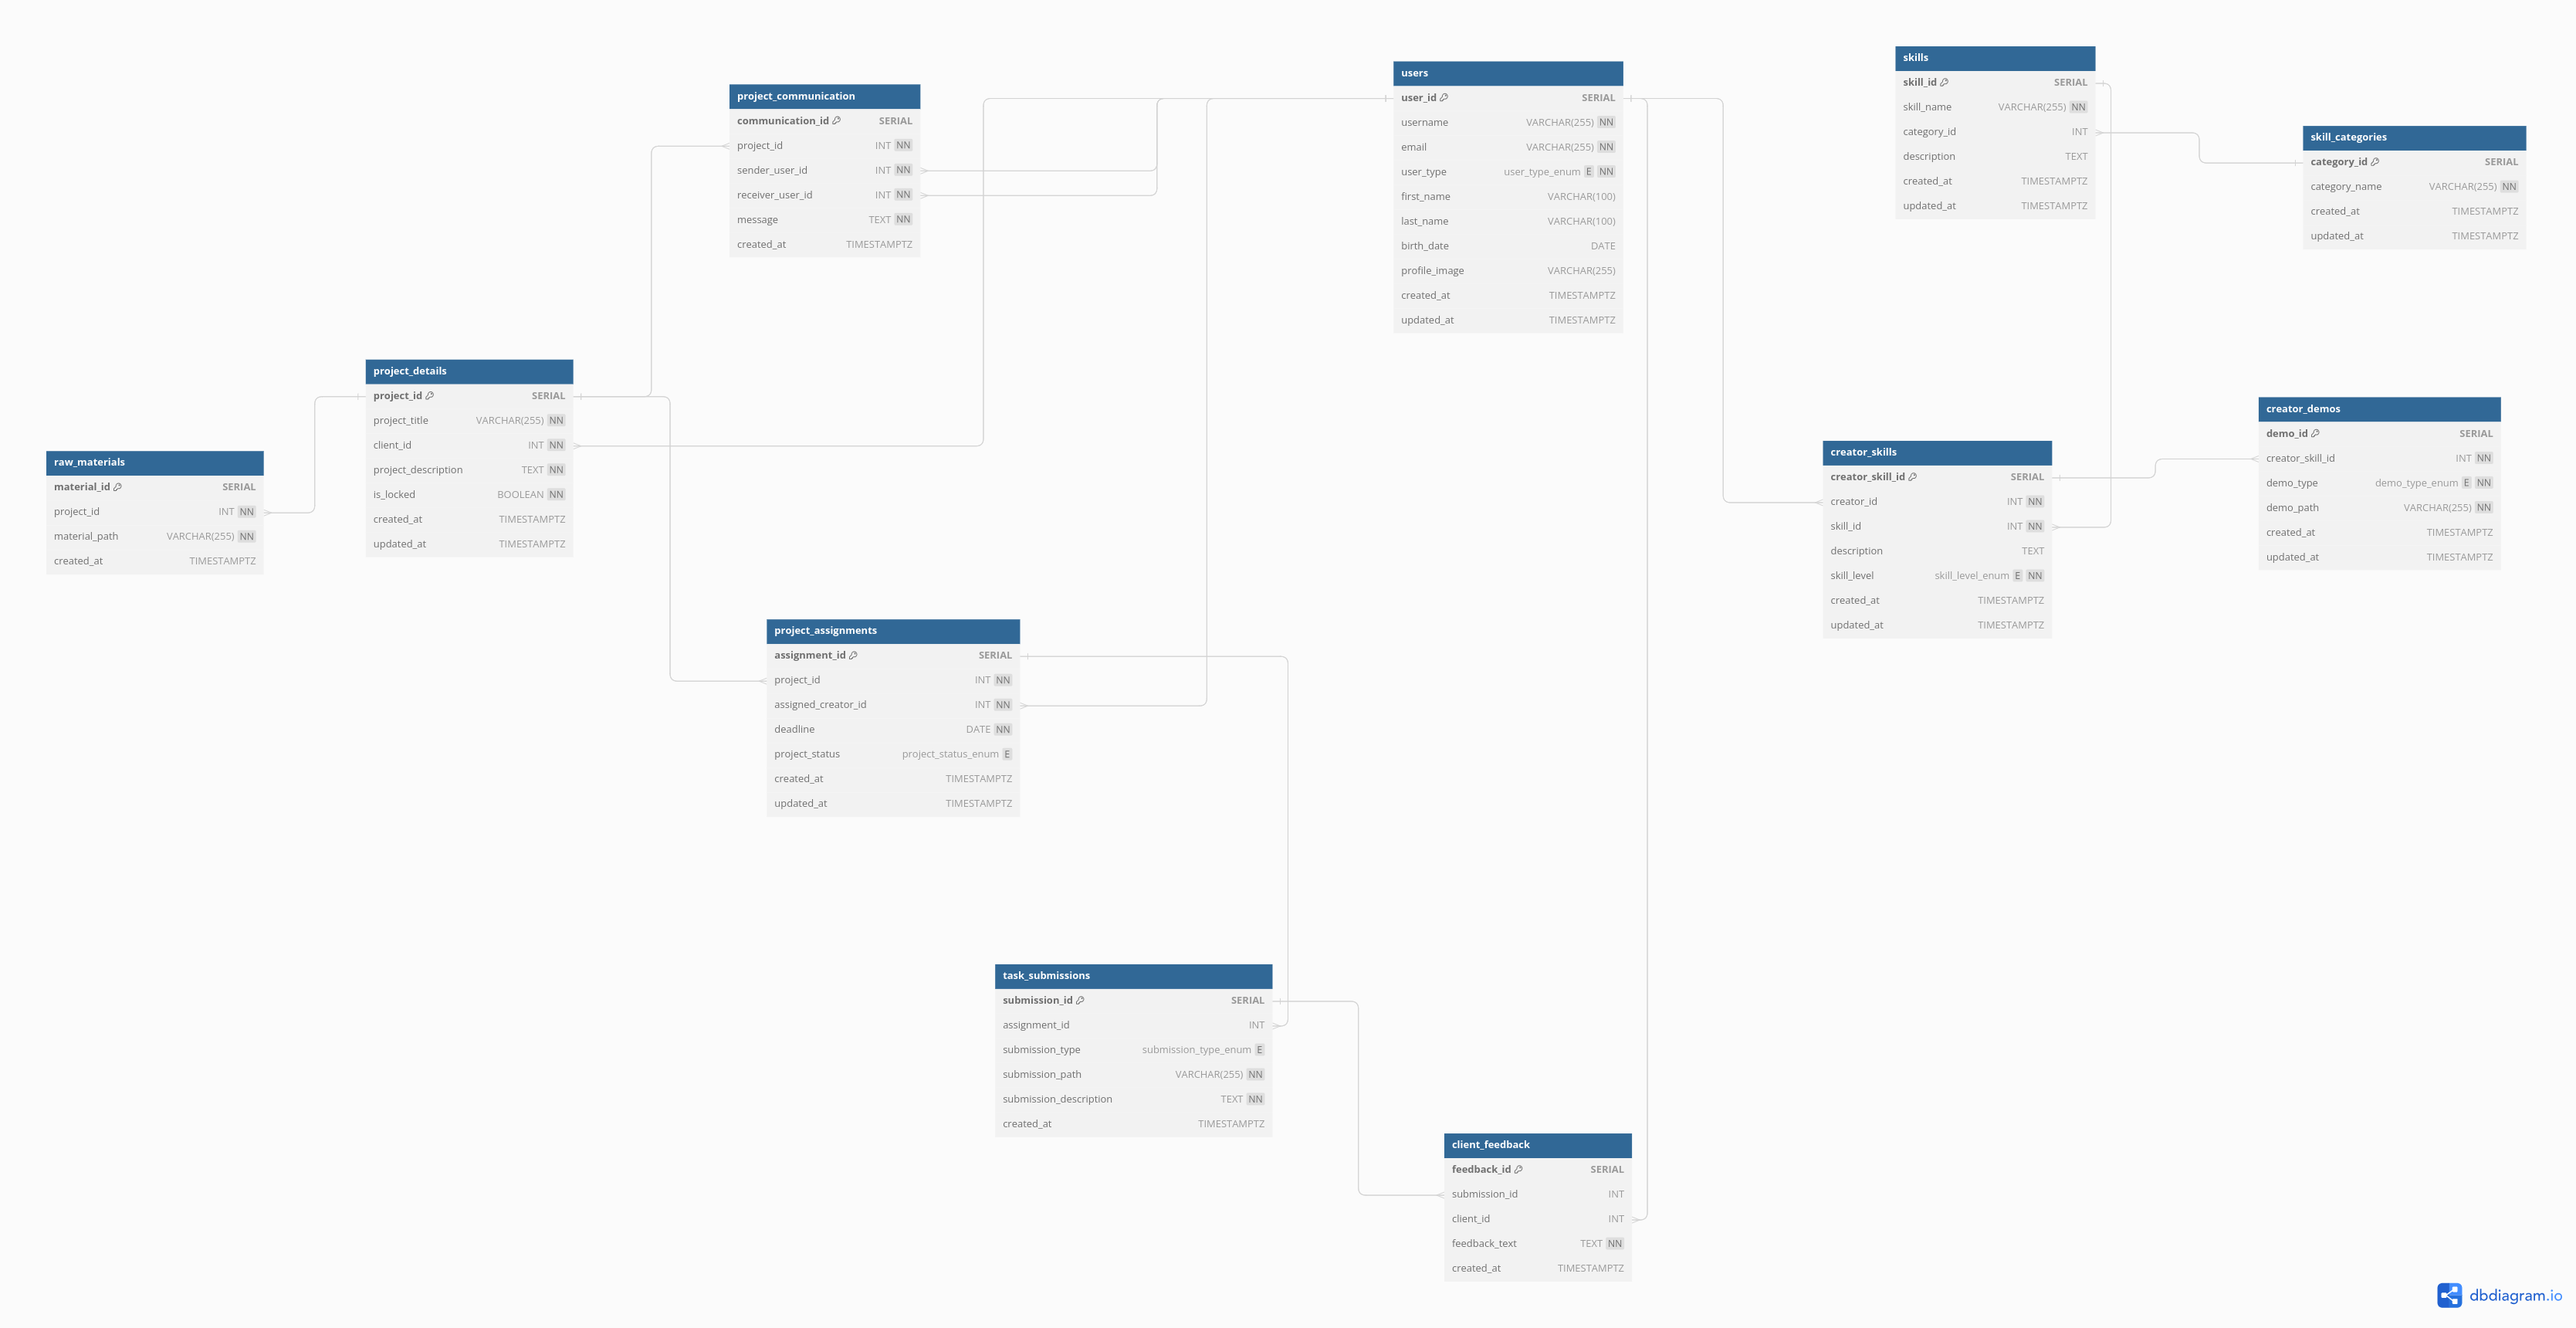 project_communication
communication_id SERIAL
project_id INT NN
sender_user_id INT NN
receiver_user_id INT NN
message TEXT NN
created_at TIMESTAMPTZ
users
user_id SERIAL
username VARCHAR(255) NN
email VARCHAR(255) NN
user_type user_type_enum E NN
first_name VARCHAR(100)
last_name VARCHAR(100)
birth_date DATE
profile_image VARCHAR(255)
created_at TIMESTAMPTZ
updated_at TIMESTAMPTZ
skills
skill_id SERIAL
skill_name VARCHAR(255) NN
category_id INT
description TEXT
created_at TIMESTAMPTZ
updated_at TIMESTAMPTZ
skill_categories
category_id SERIAL
category_name VARCHAR(255) NN
created_at TIMESTAMPTZ
updated_at TIMESTAMPTZ
raw_materials
material_id SERIAL
project_id INT NN
material_path VARCHAR(255) NN
created_at TIMESTAMPTZ
project_details
project_id SERIAL
project_title VARCHAR(255) NN
client_id INT NN
project_description TEXT NN
is_locked BOOLEAN NN
created_at TIMESTAMPTZ
updated_at TIMESTAMPTZ
creator_skills
creator_skill_id SERIAL
creator_id INT NN
skill_id INT NN
description TEXT
skill_level skill_level_enum E NN
created_at TIMESTAMPTZ
updated_at TIMESTAMPTZ
creator_demos
demo_id SERIAL
creator_skill_id INT NN
demo_type demo_type_enum E NN
demo_path VARCHAR(255) NN
created_at TIMESTAMPTZ
updated_at TIMESTAMPTZ
project_assignments
assignment_id SERIAL
project_id INT NN
assigned_creator_id INT NN
deadline DATE NN
project_status project_status_enum E
created_at TIMESTAMPTZ
updated_at TIMESTAMPTZ
task_submissions
submission_id SERIAL
assignment_id INT
submission_type submission_type_enum E
submission_path VARCHAR(255) NN
submission_description TEXT NN
created_at TIMESTAMPTZ
client_feedback
feedback_id SERIAL
submission_id INT
client_id INT
feedback_text TEXT NN
created_at TIMESTAMPTZ
dbdiagram.io